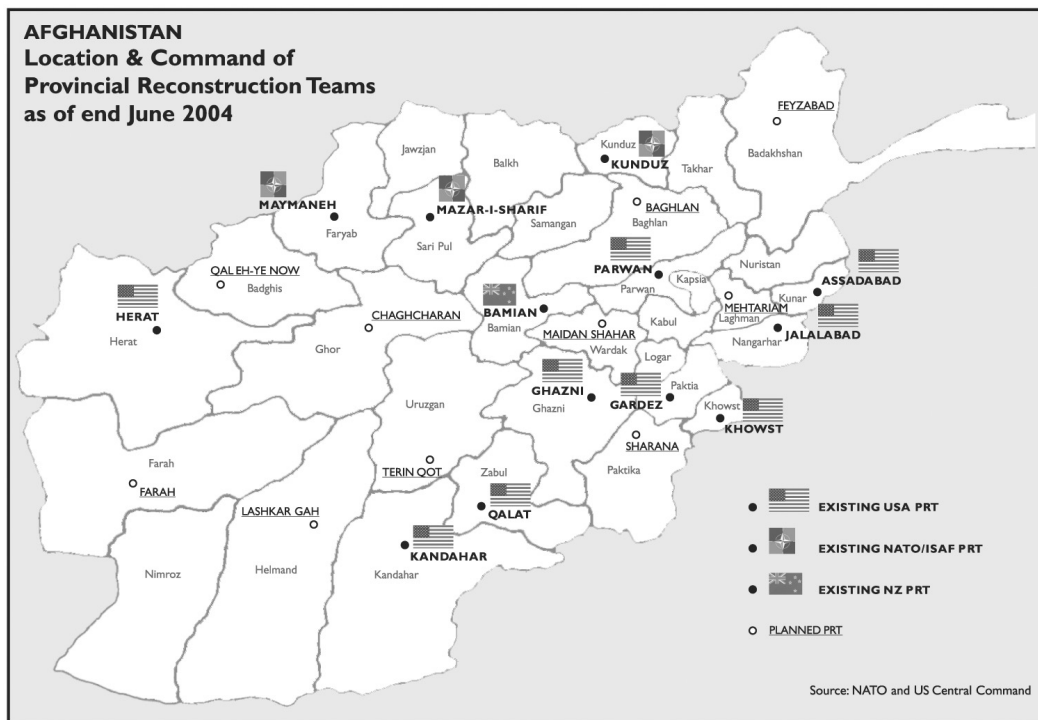 AFGHANISTAN
Location & Command of
Provincial Reconstruction Teams
as of end June 2004
FEYZABAD
Badakhshan
Kunduz
KUNDUZ
Takhar
Jawzjan
Balkh
MAYMANEH
Faryab
MAZAR-I-SHARIF
Sari Pul
Samangan
BAGHLAN
Baghlan
QALEH-YE NOW
Badghis
PARWAN
Parwan
Kapsia
Nuristan
ASSADABAD
Kunar
MEHTARIAM
Laghman
HERAT
Herat
CHAGHCHARAN
Ghor
BAMIAN
Bamian
MAIDAN SHAHAR
Wardak
Kabul
JALALABAD
Nangarhar
Logar
GHAZNI
Ghazni
GARDEZ
Paktia
Khowst
KHOWST
Uruzgan
SHARANA
Paktika
Farah
FARAH
TERIN QOT
Zabul
QALAT
LASHKAR GAH
Helmand
KANDAHAR
Kandahar
Nimroz
EXISTING USA PRT
EXISTING NATO/ISAF PRT
EXISTING NZ PRT
PLANNED PRT
Source: NATO and US Central Command